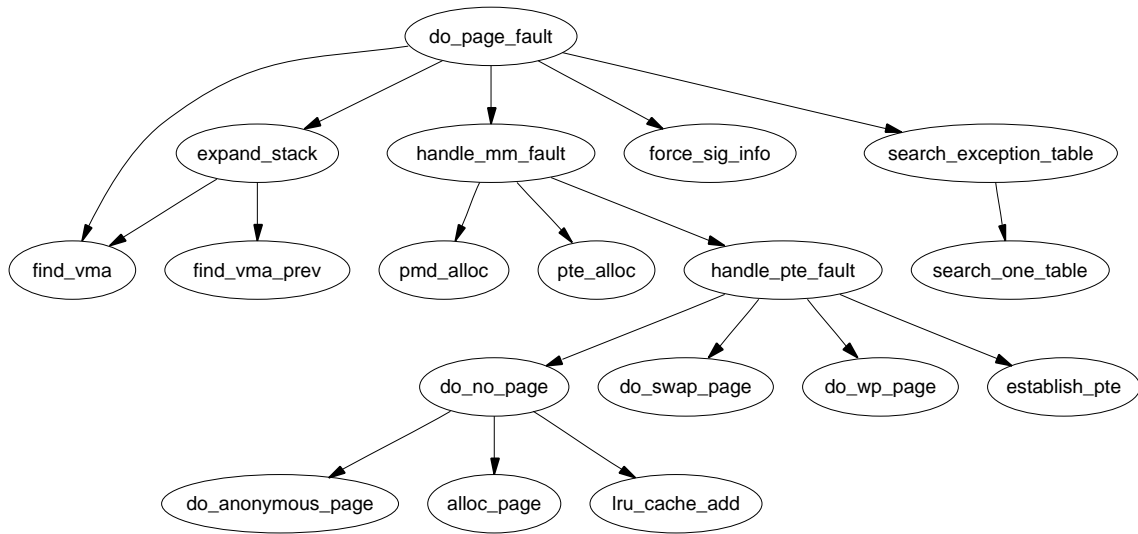 do_page_fault
expand_stack
handle_mm_fault
force_sig_info
search_exception_table
find_vma
find_vma_prev
pmd_alloc
pte_alloc
handle_pte_fault
search_one_table
do_no_page
do_swap_page
do_wp_page
establish_pte
do_anonymous_page
alloc_page
lru_cache_add